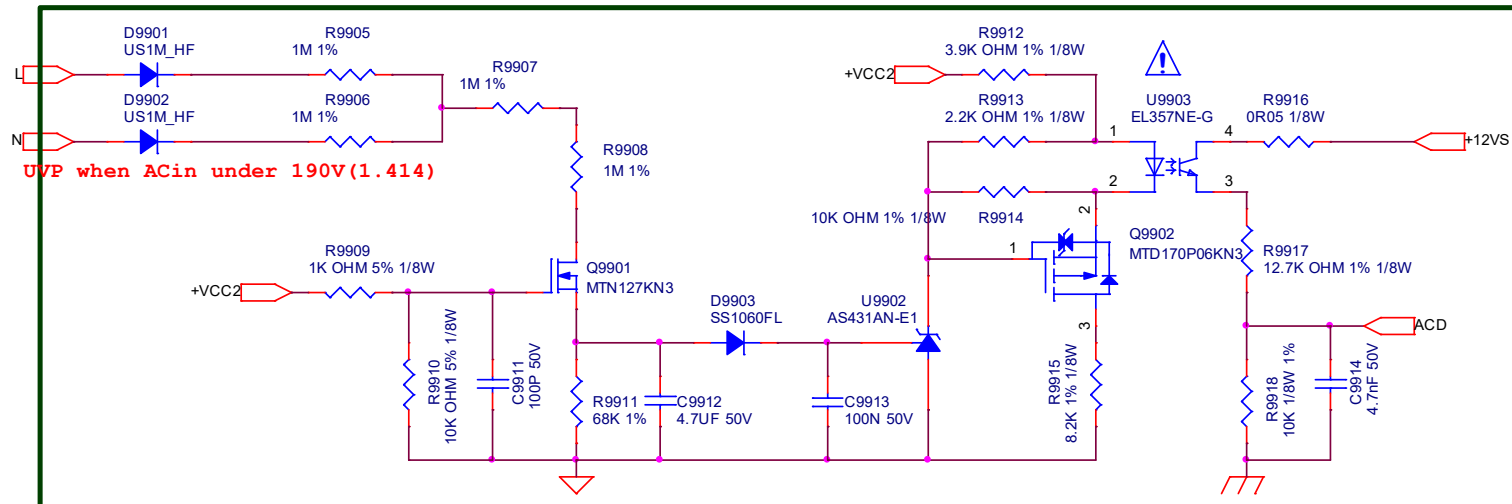 D9901
US1M_HF
R9905
1M 1%
L
R9907
1M 1%
D9902
US1M_HF
R9906
1M 1%
N
UVP when ACin under 190V(1.414)
R9908
1M 1%
R9909
1K OHM 5% 1/8W
+VCC2
Q9901
MTN127KN3
R9910
10K OHM 5% 1/8W
C9911
100P 50V
R9911
68K 1%
C9912
4.7UF 50V
D9903
SS1060FL
C9913
100N 50V
U9902
AS431AN-E1
R9912
3.9K OHM 1% 1/8W
+VCC2
R9913
2.2K OHM 1% 1/8W
10K OHM 1% 1/8W
R9914
U9903
EL357NE-G
1
2
4
3
R9916
0R05 1/8W
+12VS
2
1
3
Q9902
MTD170P06KN3
R9915
8.2K 1% 1/8W
R9917
12.7K OHM 1% 1/8W
ACD
R9918
10K 1/8W 1%
C9914
4.7nF 50V